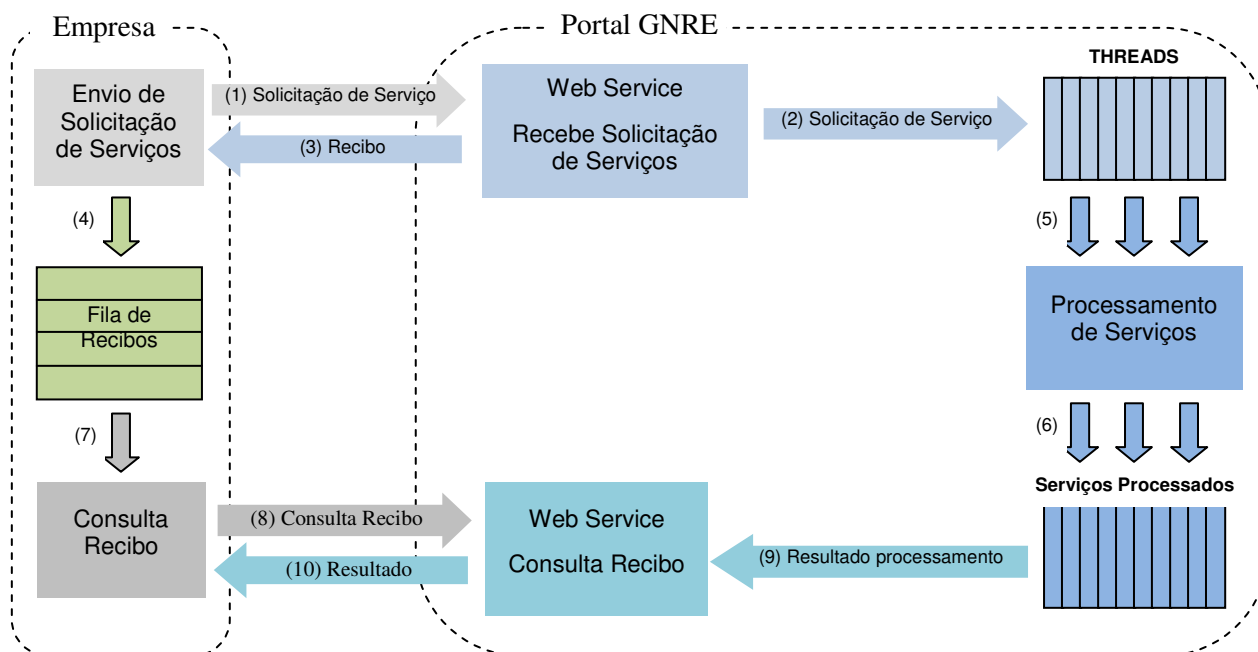 Empresa
Portal GNRE
THREADS
Envio de
Solicitação
de Serviços
(1) Solicitação de Serviço
(3) Recibo
Web Service
Recebe Solicitação
de Serviços
(2) Solicitação de Serviço
(4)
(5)
Fila de
Recibos
Processamento
de Serviços
(7)
(6)
Serviços Processados
Consulta
Recibo
(8) Consulta Recibo
(10) Resultado
Web Service
Consulta Recibo
(9) Resultado processamento